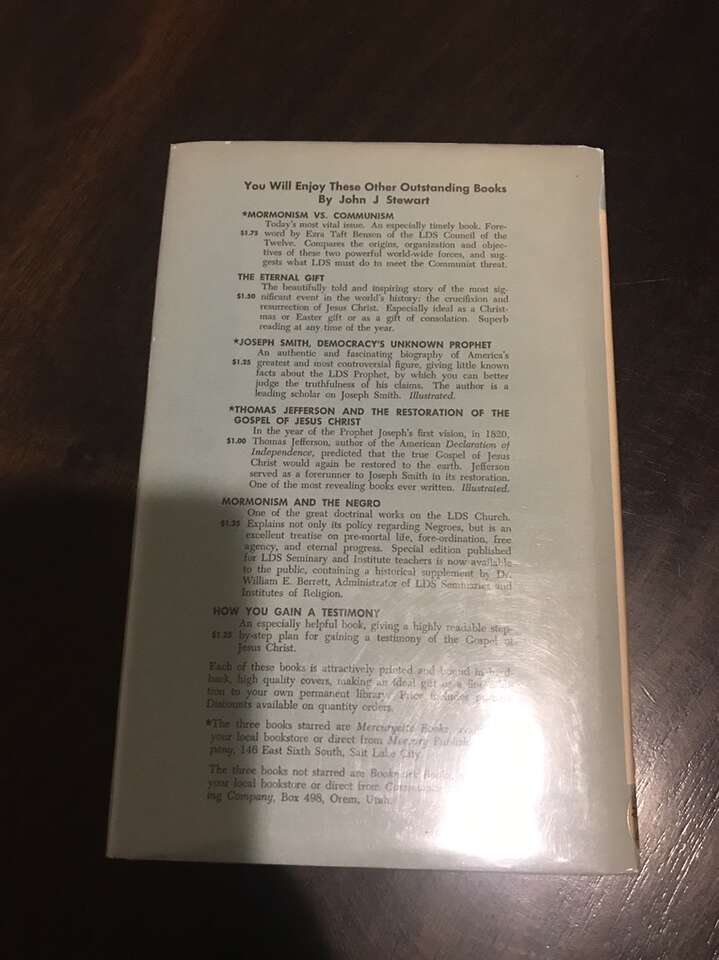 You Will Enjoy These Other Outstanding Books
By John J Stewart
★MORMONISM VS. COMMUNISM
Today's most vital issue. An especially timely book. Fore-
$1.75 word by Ezra Taft Benson of the LDS Council of the
Twelve. Compares the origins, organization and objec-
tives of these two powerful world-wide forces, and sug-
gests what LDS must do to meet the Communist threat.
THE ETERNAL GIFT
The beautifully told and inspiring story of the most sig-
$1.50 nificant event in the world's history: the crucifixion and
resurrection of Jesus Christ. Especially ideal as a Christ-
mas or Easter gift or as a gift of consolation. Superb
reading at any time of the year.
★JOSEPH SMITH, DEMOCRACY'S UNKNOWN PROPHET
An authentic and fascinating biography of America's
$1.25 greatest and most controversial figure, giving little known
facts about the LDS Prophet, by which you can better
judge the truthfulness of his claims. The author is a
leading scholar on Joseph Smith. Illustrated.
★THOMAS JEFFERSON AND THE RESTORATION OF THE
GOSPEL OF JESUS CHRIST
In the year of the Prophet Joseph's first vision, in 1820,
$1.00 Thomas Jefferson, author of the American Declaration of
Independence, predicted that the true Gospel of Jesus
Christ would again be restored to the earth. Jefferson
served as a forerunner to Joseph Smith in its restoration.
One of the most revealing books ever written. Illustrated.
MORMONISM AND THE NEGRO
One of the great doctrinal works on the LDS Church.
$1.25 Explains not only its policy regarding Negroes, but is an
excellent treatise on pre-mortal life, fore-ordination, free
agency, and eternal progress. Special edition published
for LDS Seminary and Institute teachers is now available
to the public, containing a historical supplement by Dr.
William E. Berrett, Administrator of LDS Seminaries and
Institutes of Religion.
HOW YOU GAIN A TESTIMONY
An especially helpful book, giving a highly readable step-
$1.25 by-step plan for gaining a testimony of the Gospel of
Jesus Christ.
Each of these books is attractively printed and bound in hard-
back, high quality covers, making an ideal gift or a fine
tion to your own permanent library. Price includes
Discounts available on quantity orders.
★The three books starred are Mercuryette Books,
your local bookstore or direct from Mercury Publish
pany, 146 East Sixth South, Salt Lake City.
The three books not starred are Bookmark Books,
your local bookstore or direct from
ing Company, Box 498, Orem, Utah.